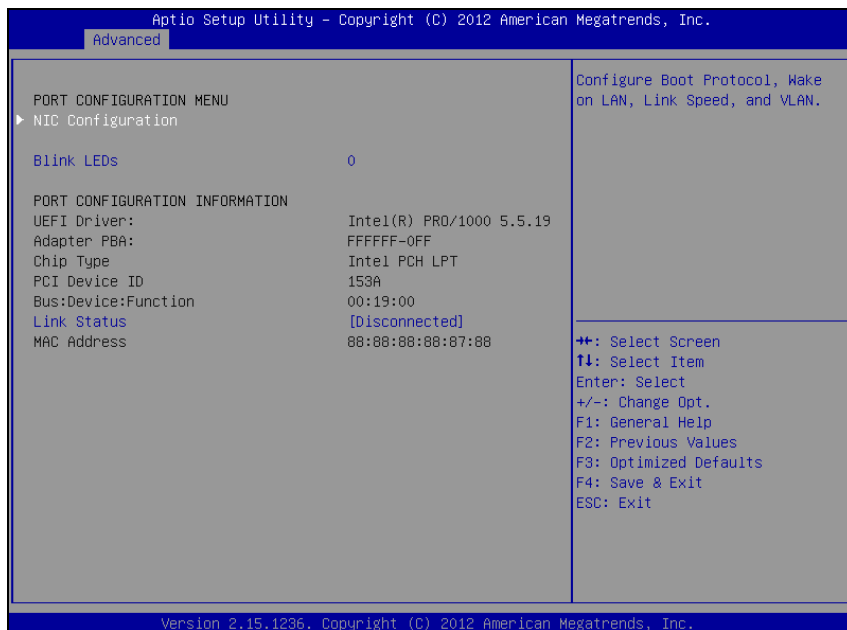 Aptio Setup Utility – Copyright (C) 2012 American Megatrends, Inc.
Advanced
PORT CONFIGURATION MENU
NIC Configuration
Blink LEDs 0
PORT CONFIGURATION INFORMATION
UEFI Driver: Intel(R) PRO/1000 5.5.19
Adapter PBA: FFFFFF-0FF
Chip Type Intel PCH LPT
PCI Device ID 153A
Bus:Device:Function 00:19:00
Link Status [Disconnected]
MAC Address 88:88:88:88:87:88
Configure Boot Protocol, Wake
on LAN, Link Speed, and VLAN.
→←: Select Screen
↑↓: Select Item
Enter: Select
+/-: Change Opt.
F1: General Help
F2: Previous Values
F3: Optimized Defaults
F4: Save & Exit
ESC: Exit
Version 2.15.1236. Copyright (C) 2012 American Megatrends, Inc.